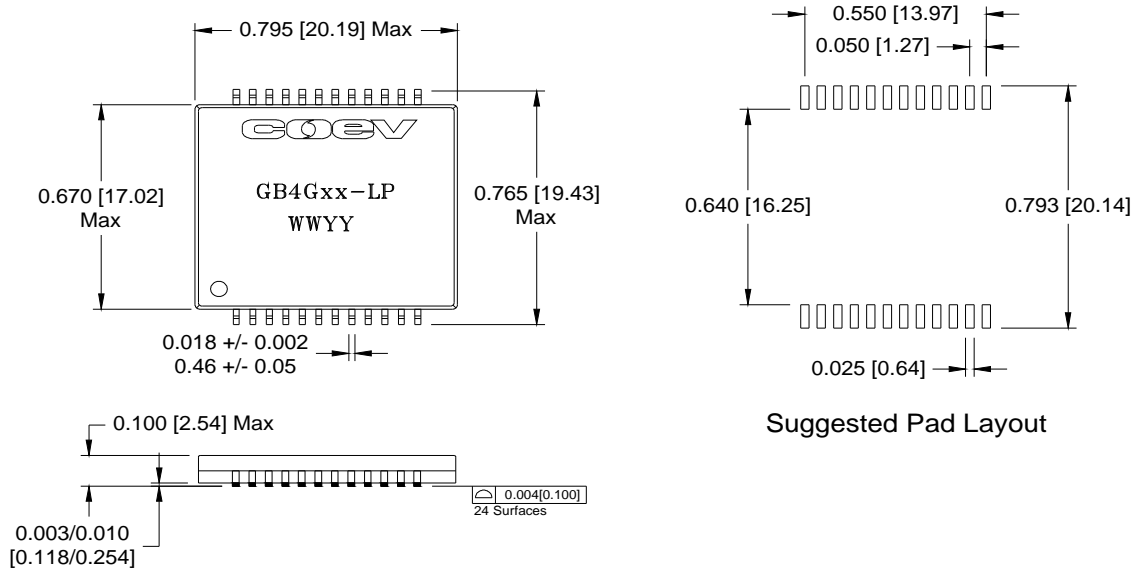 0.795 [20.19] Max
COEV
GB4Gxx-LP
WWYY
0.670 [17.02]
Max
0.765 [19.43]
Max
0.018 +/- 0.002
0.46 +/- 0.05
0.100 [2.54] Max
0.003/0.010
[0.118/0.254]
0.004[0.100]
24 Surfaces
0.550 [13.97]
0.050 [1.27]
0.640 [16.25]
0.793 [20.14]
0.025 [0.64]
Suggested Pad Layout